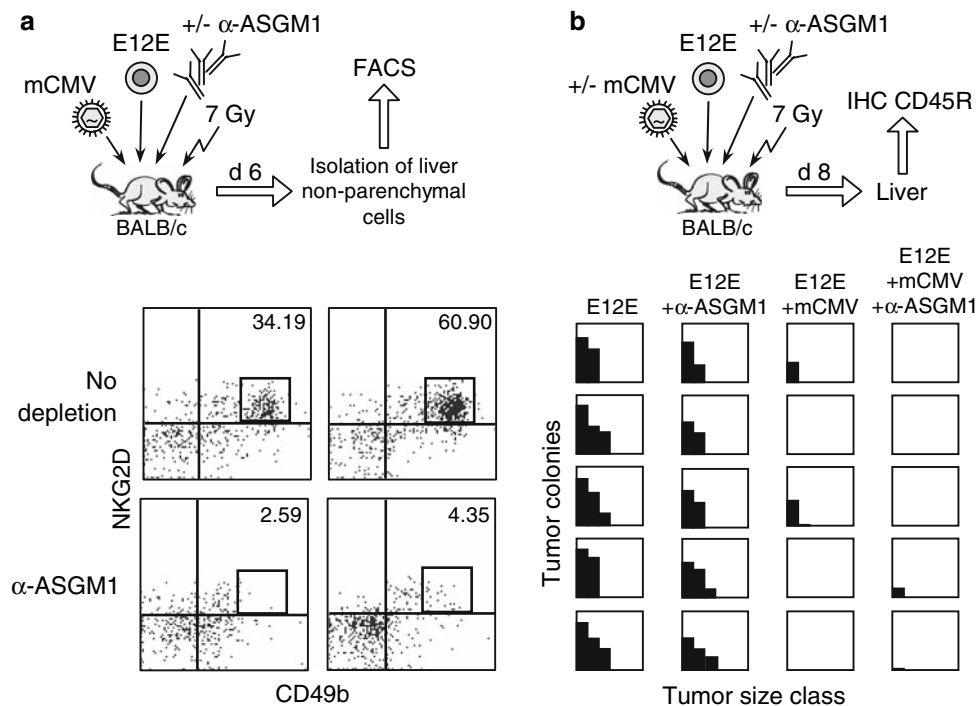 a
+/- α-ASGM1
E12E
mCMV
7 Gy
BALB/c
d 6
Isolation of liver
non-parenchymal
cells
FACS
No
depletion
α-ASGM1
NKG2D
34.19
60.90
2.59
4.35
CD49b
b
+/- α-ASGM1
E12E
+/- mCMV
7 Gy
BALB/c
d 8
Liver
IHC CD45R
E12E
E12E
+α-ASGM1
E12E
+mCMV
E12E
+mCMV
+α-ASGM1
Tumor colonies
Tumor size class